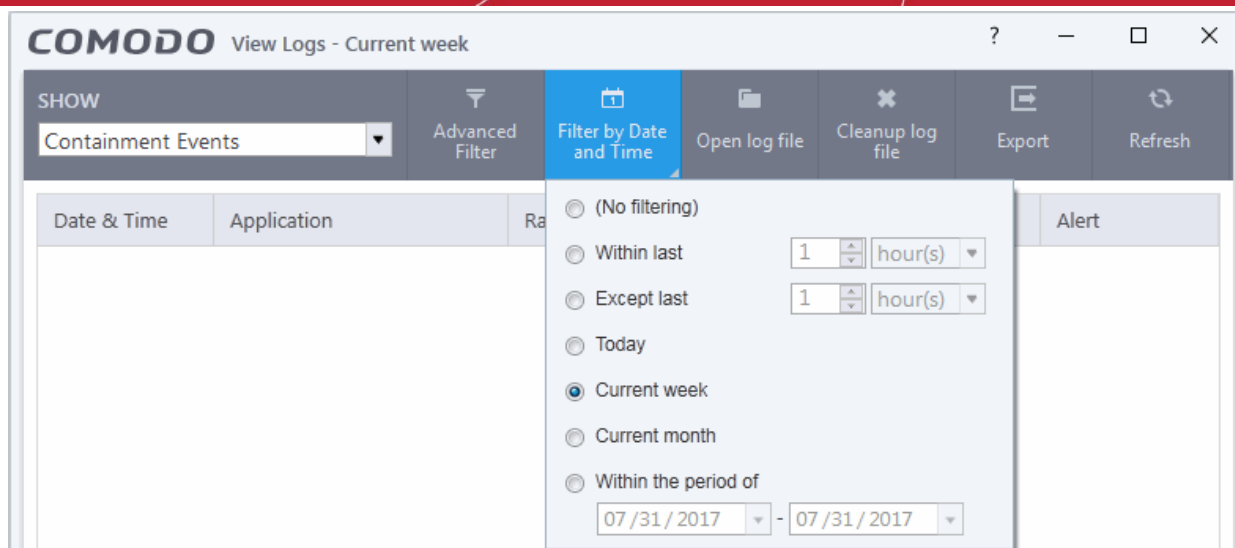 COMODO View Logs - Current week ?
SHOW
Containment Events
Advanced
Filter
Filter by Date
and Time
Open log file
Cleanup log
file
Export
Refresh
Date & Time Application Ra Alert
(No filtering)
Within last 1 hour(s)
Except last 1 hour(s)
Today
Current week
Current month
Within the period of
07/31/2017 - 07/31/2017